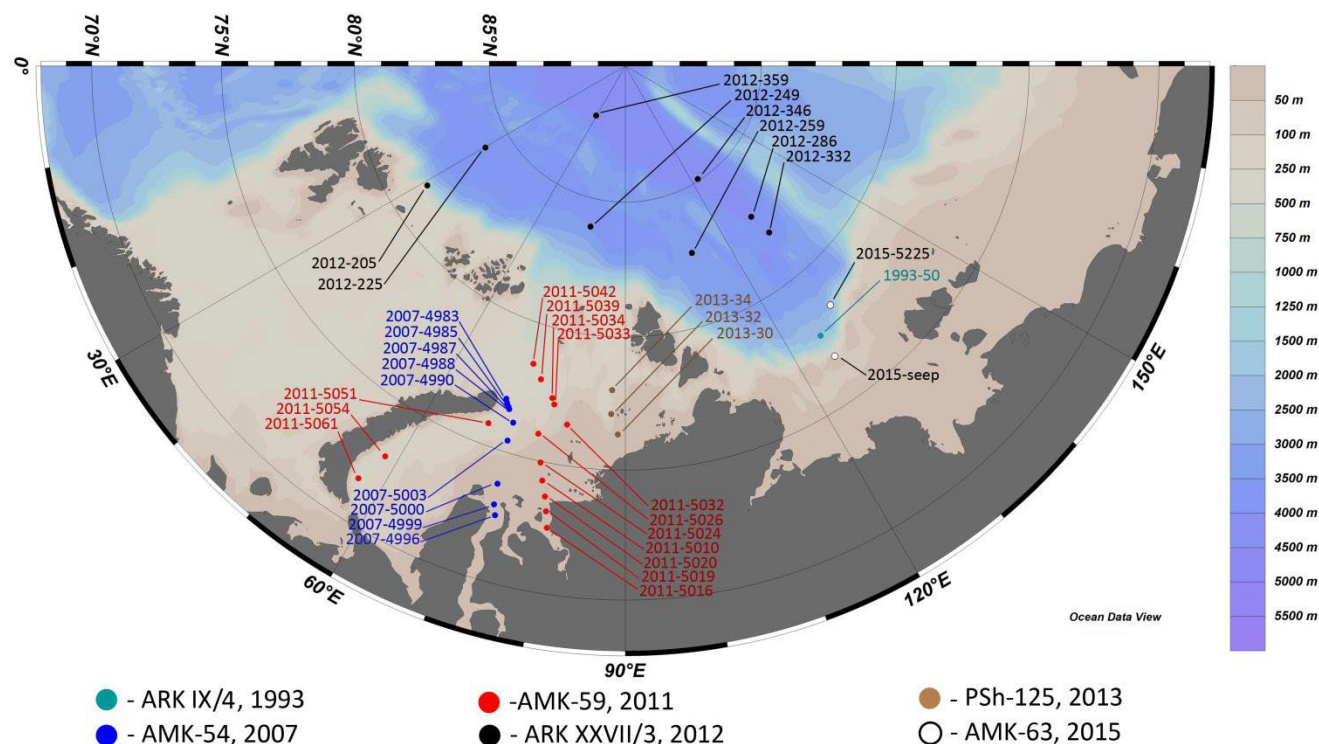 70°N
80°N
85°N
0°
2012-359
2012-249
2012-346
2012-259
2012-286
2012-332
50 m
100 m
250 m
500 m
750 m
1000 m
1250 m
1500 m
2000 m
2500 m
3000 m
3500 m
4000 m
4500 m
5000 m
5500 m
2012-205
2012-225
2015-5225
1993-50
2015-seep
2011-5042
2011-5039
2011-5034
2011-5033
2013-34
2013-32
2013-30
2007-4983
2007-4985
2007-4987
2007-4988
2007-4990
30°E
150°E
2011-5051
2011-5054
2011-5061
2007-5003
2007-5000
2007-4999
2007-4996
2011-5032
2011-5026
2011-5024
2011-5010
2011-5020
2011-5019
2011-5016
60°E
120°E
90°E
Ocean Data View
- ARK IX/4, 1993
-AMK-59, 2011
- PSh-125, 2013
- AMK-54, 2007
- ARK XXVII/3, 2012
- AMK-63, 2015